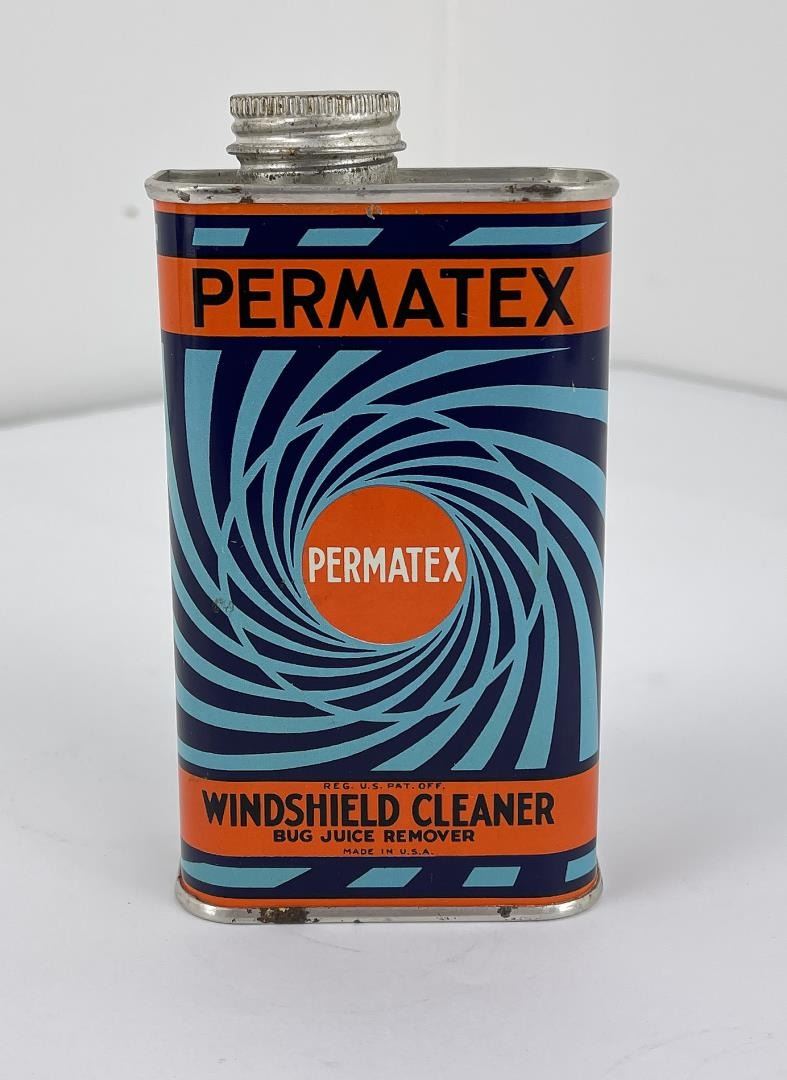 PERMATEX
PERMATEX
REG. U.S. PAT. OFF.
WINDSHIELD CLEANER
BUG JUICE REMOVER
MADE IN U.S.A.